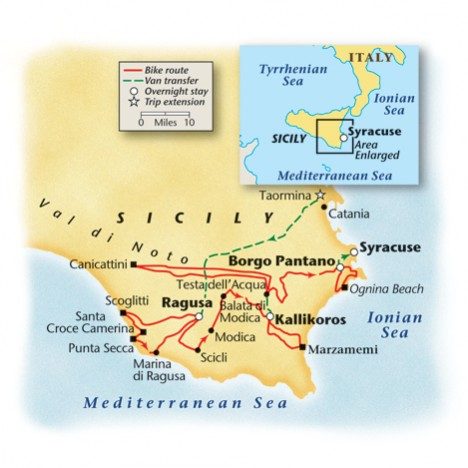 Bike route
Van transfer
Overnight stay
Trip extension
0 Miles 10
ITALY
Tyrrhenian
Sea
Ionian
Sea
SICILY
Syracuse
Area
Enlarged
Mediterranean Sea
Taormina
Catania
SICILY
Val di Noto
Syracuse
Borgo Pantano
Canicattini
Testa dell'Acqua
Ognina Beach
Scoglitti
Ragusa
Balata di
Modica
Kallikoros
Santa
Croce Camerina
Ionian
Sea
Modica
Punta Secca
Marzamemi
Scicli
Marina
di Ragusa
Mediterranean Sea